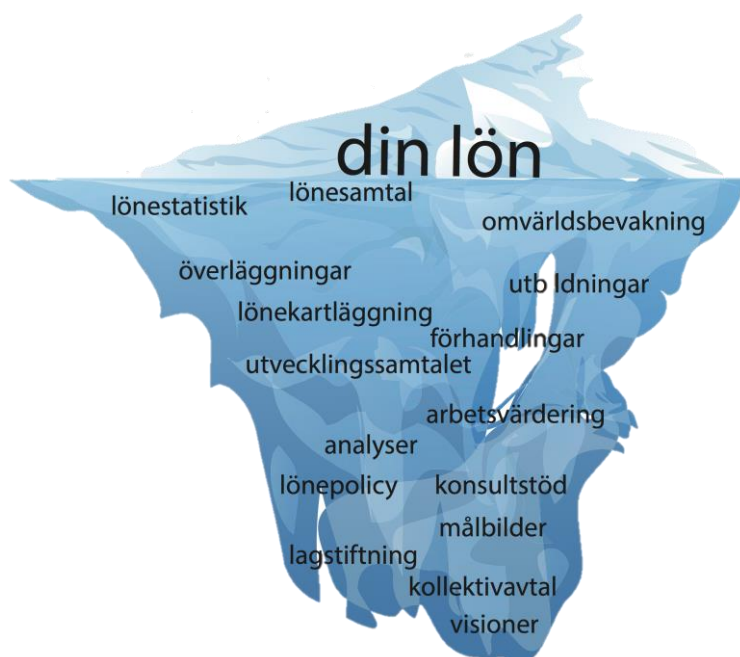 din lön
lönesamtal
lönestatistik
omvärldsbevakning
överläggningar
utb ldningar
lönekartläggning
förhandlingar
utvecklingssamtalet
arbetsvärdering
analyser
lönepolicy
konsultstöd
målbilder
lagstiftning
kollektivavtal
visioner